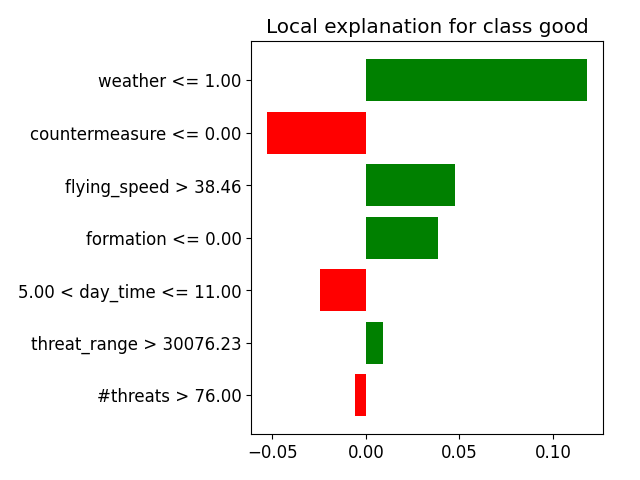 Local explanation for class good
weather <= 1.00
countermeasure <= 0.00
flying_speed > 38.46
formation <= 0.00
5.00 < day_time <= 11.00
threat_range > 30076.23
#threats > 76.00
−0.05 0.00 0.05 0.10